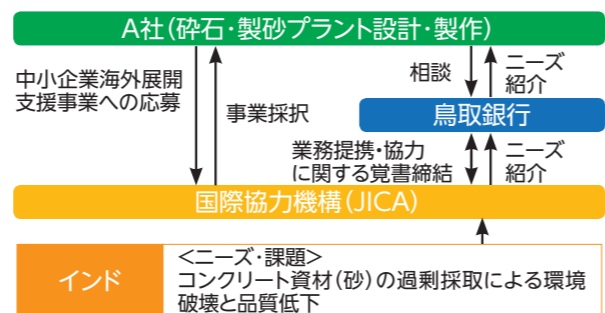 A社(砕石・製砂プラント設計・製作)
中小企業海外展開
支援事業への応募
事業採択
相談
ニーズ
紹介
鳥取銀行
業務提携・協力
に関する覚書締結
ニーズ
紹介
国際協力機構(JICA)
インド
<ニーズ・課題>
コンクリート資材(砂)の過剰採取による環境
破壊と品質低下